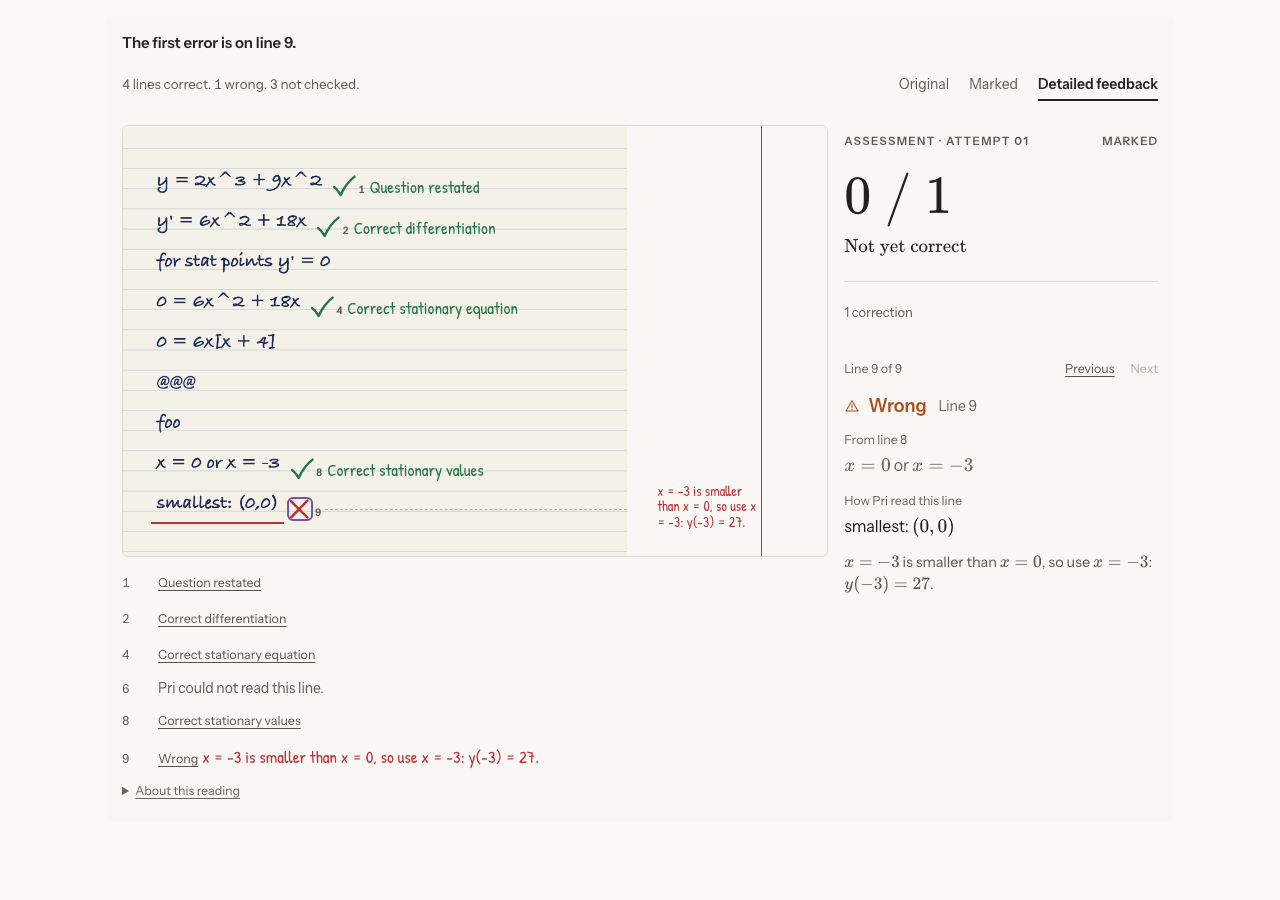 The first error is on line 9.
4 lines correct. 1 wrong. 3 not checked.
Original Marked Detailed feedback
y = 2x^3 + 9x^2 1 Question restated
y' = 6x^2 + 18x 2 Correct differentiation
for stat points y' = 0
0 = 6x^2 + 18x 4 Correct stationary equation
0 = 6x[x + 4]
@@@
foo
x = 0 or x = -3 8 Correct stationary values
smallest: (0,0) 9
x = -3 is smaller
than x = 0, so use x
= -3: y(-3) = 27.
ASSESSMENT · ATTEMPT 01 MARKED
0 / 1
Not yet correct
1 correction
Line 9 of 9 Previous Next
Wrong Line 9
From line 8
x = 0 or x = −3
How Pri read this line
smallest: (0, 0)
x = −3 is smaller than x = 0, so use x = −3:
y(−3) = 27.
1 Question restated
2 Correct differentiation
4 Correct stationary equation
6 Pri could not read this line.
8 Correct stationary values
9 Wrong x = -3 is smaller than x = 0, so use x = -3: y(-3) = 27.
About this reading